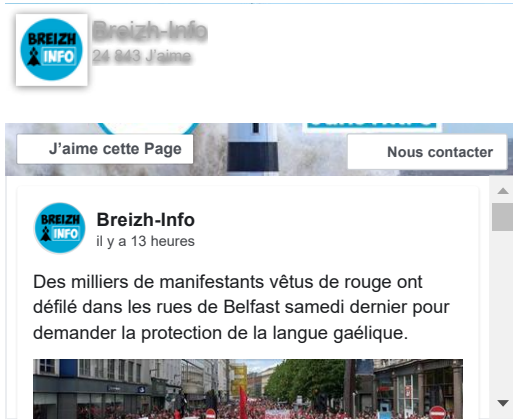 BREIZH
INFO
Breizh-Info
24 843 J'aime
J'aime cette Page
Nous contacter
BREIZH
INFO
Breizh-Info
il y a 13 heures
Des milliers de manifestants vêtus de rouge ont
défilé dans les rues de Belfast samedi dernier pour
demander la protection de la langue gaélique.